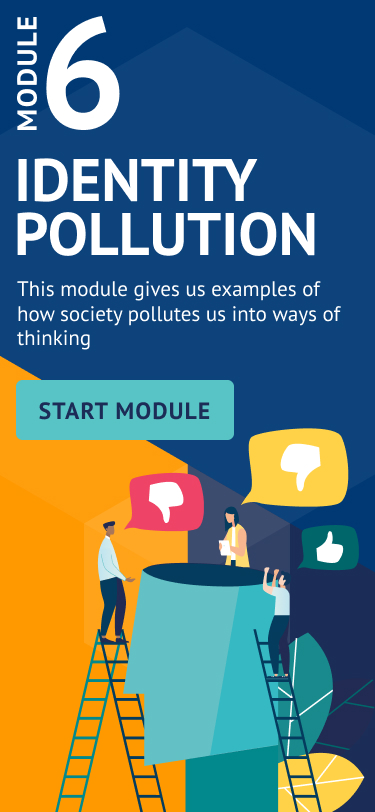 MODULE
6
IDENTITY
POLLUTION
This module gives us examples of
how society pollutes us into ways of
thinking
START MODULE